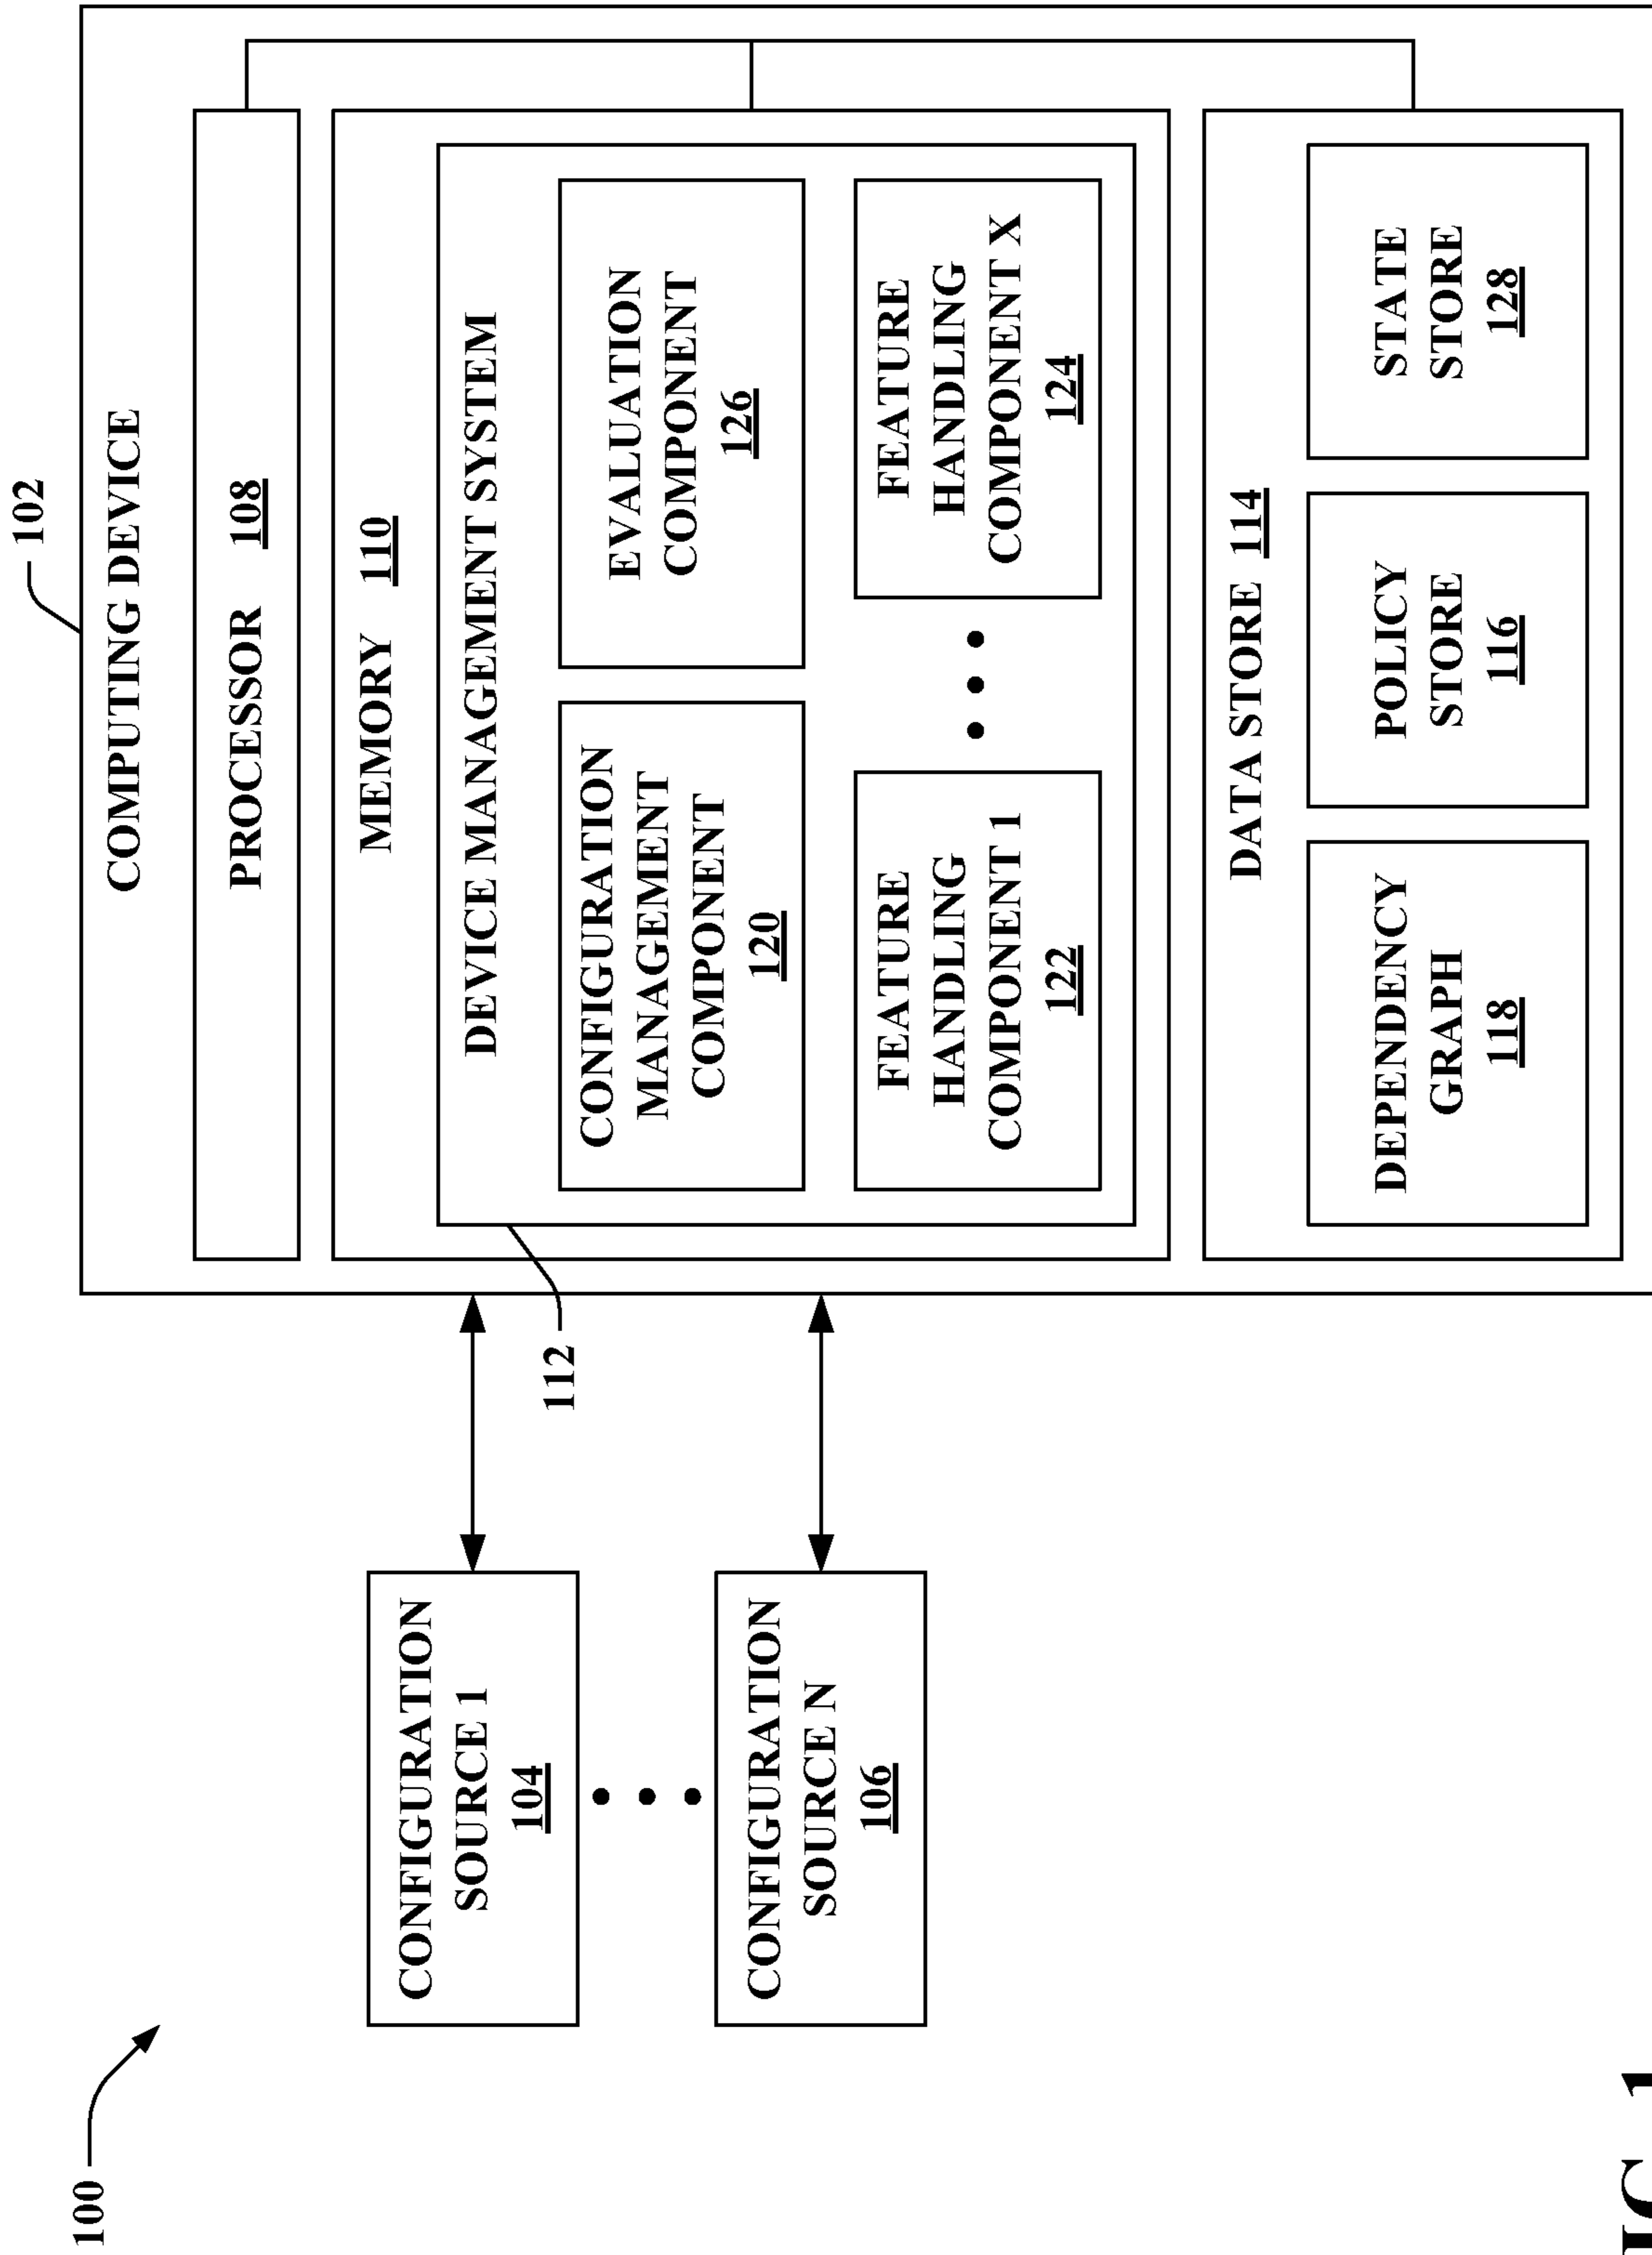 100
102
COMPUTING DEVICE
PROCESSOR 108
MEMORY 110
DEVICE MANAGEMENT SYSTEM
CONFIGURATION
MANAGEMENT
COMPONENT
120
EVALUATION
COMPONENT
126
FEATURE
HANDLING
COMPONENT 1
122
FEATURE
HANDLING
COMPONENT X
124
112
CONFIGURATION
SOURCE 1
104
CONFIGURATION
SOURCE N
106
DATA STORE 114
DEPENDENCY
GRAPH
118
POLICY
STORE
116
STATE
STORE
128